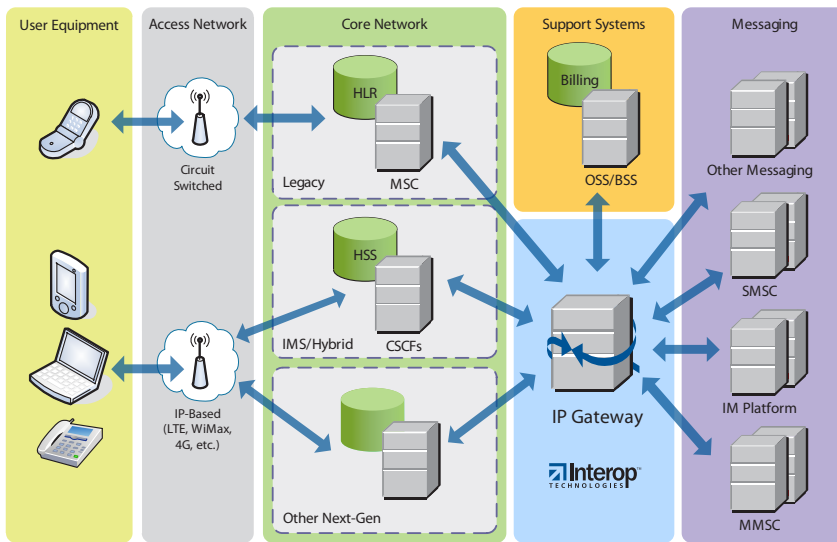 User Equipment
Access Network
Core Network
Support Systems
Messaging
HLR
MSC
Legacy
Circuit
Switched
Billing
OSS/BSS
Other Messaging
SMSC
HSS
CSCFs
IMS/Hybrid
IP-Based
(LTE, WiMax,
4G, etc.)
Other Next-Gen
IP Gateway
Interop™
TECHNOLOGIES
IM Platform
MMSC